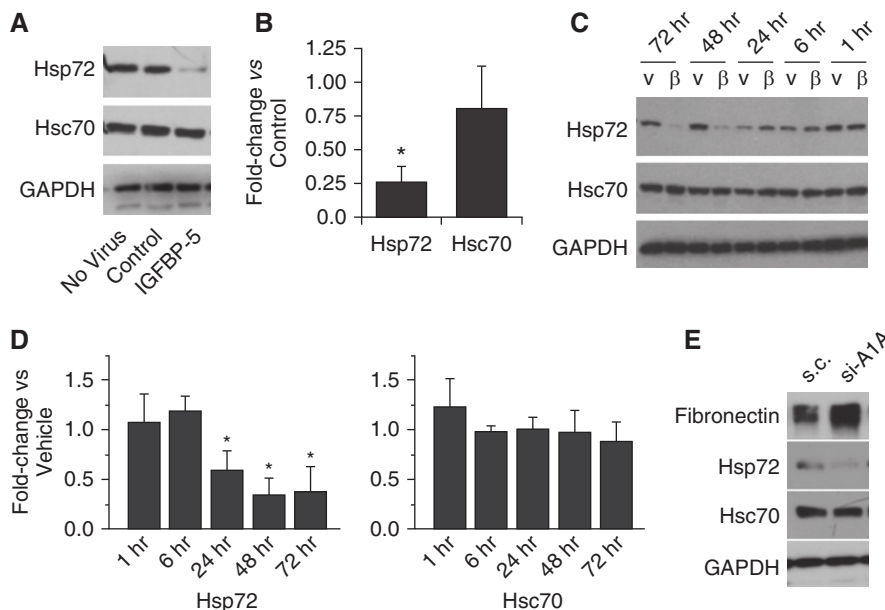 A
Hsp72
Hsc70
GAPDH
No Virus
Control
IGFBP-5
B
Fold-change vs
Control
1.25
1.00
0.75
0.50
0.25
0.0
*
Hsp72
Hsc70
C
72 hr
48 hr
24 hr
6 hr
1 hr
v β v β v β v β v β
Hsp72
Hsc70
GAPDH
D
Fold-change vs
Vehicle
1.5
1.0
0.5
0.0
* * *
1 hr
6 hr
24 hr
48 hr
72 hr
Hsp72
1.5
1.0
0.5
0.0
1 hr
6 hr
24 hr
48 hr
72 hr
Hsc70
E
s.c.
si-A1A
Fibronectin
Hsp72
Hsc70
GAPDH